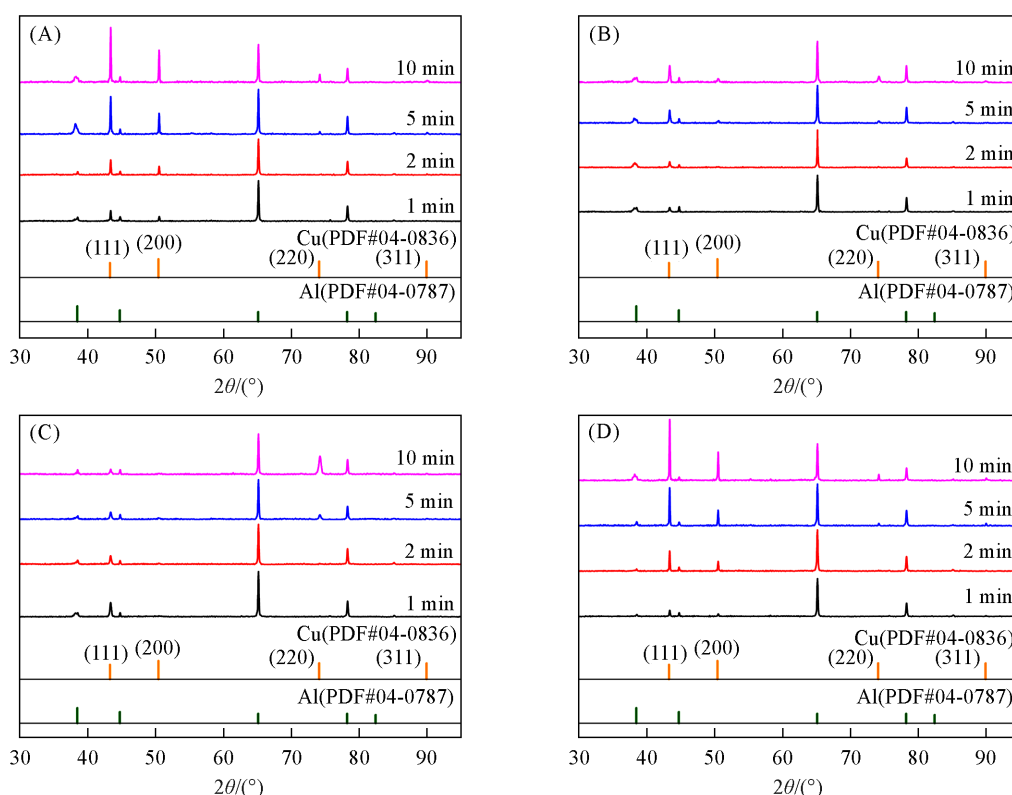 (A)
10 min
5 min
2 min
1 min
Cu(PDF#04-0836)
(111) (200) (220) (311)
Al(PDF#04-0787)
30 40 50 60 70 80 90
2θ/(°)
(B)
10 min
5 min
2 min
1 min
Cu(PDF#04-0836)
(111) (200) (220) (311)
Al(PDF#04-0787)
30 40 50 60 70 80 90
2θ/(°)
(C)
10 min
5 min
2 min
1 min
Cu(PDF#04-0836)
(111) (200) (220) (311)
Al(PDF#04-0787)
30 40 50 60 70 80 90
2θ/(°)
(D)
10 min
5 min
2 min
1 min
Cu(PDF#04-0836)
(111) (200) (220) (311)
Al(PDF#04-0787)
30 40 50 60 70 80 90
2θ/(°)